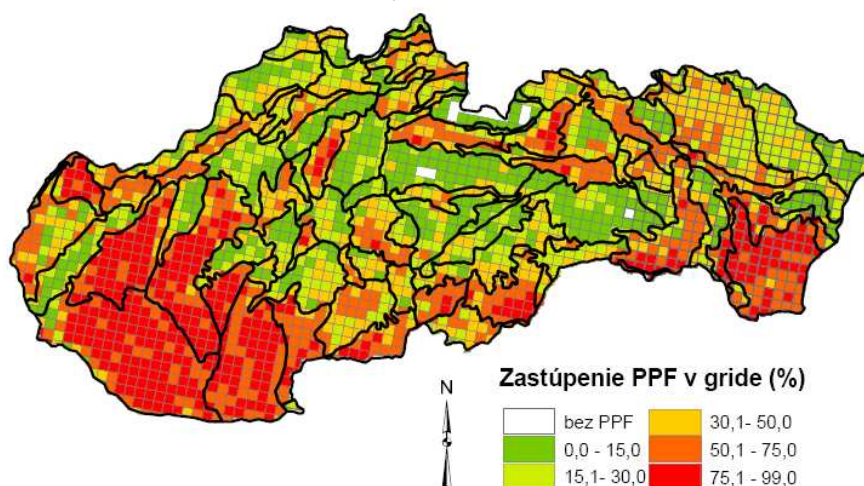 N
Zastúpenie PPF v gride (%)
bez PPF
30,1- 50,0
0,0 - 15,0
50,1 - 75,0
15,1- 30,0
75,1 - 99,0